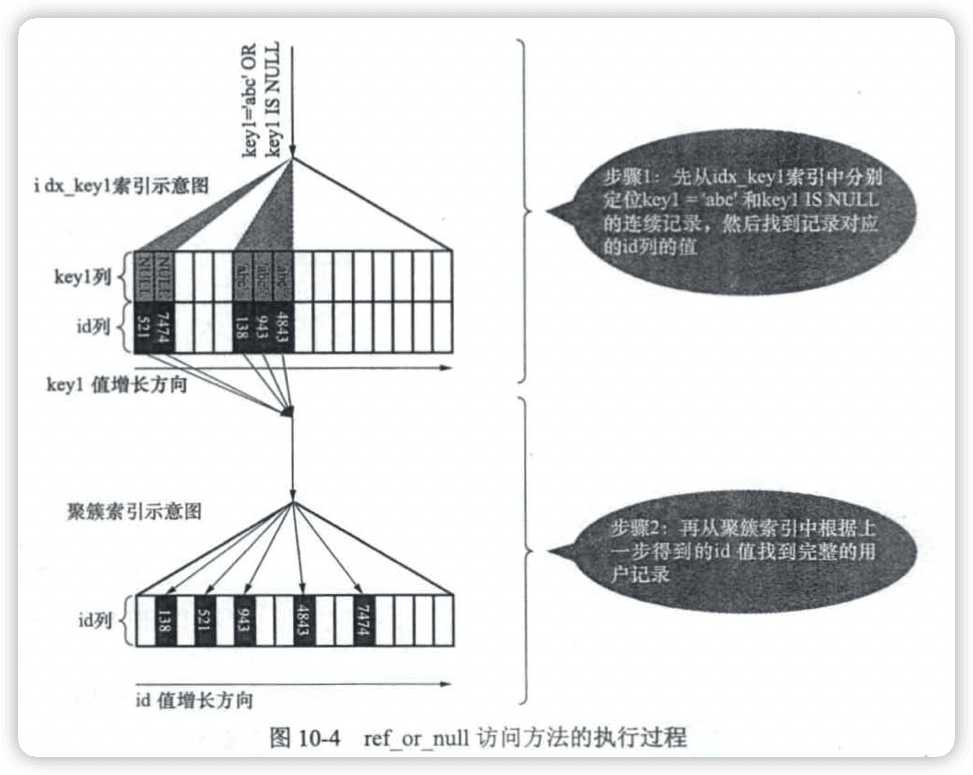 key1='abc' OR
key1 IS NULL
idx_key1索引示意图
步骤1：先从idx_key1索引中分别
定位key1 = 'abc' 和key1 IS NULL
的连续记录，然后找到记录对应
的id列的值
key1列
NULL
NULL
'abc'
'abc'
'abc'
id列
521
7474
138
943
4843
key1 值增长方向
聚簇索引示意图
步骤2：再从聚簇索引中根据上
一步得到的id 值找到完整的用
户记录
id列
138
521
943
4843
7474
id 值增长方向
图 10-4 ref_or_null 访问方法的执行过程